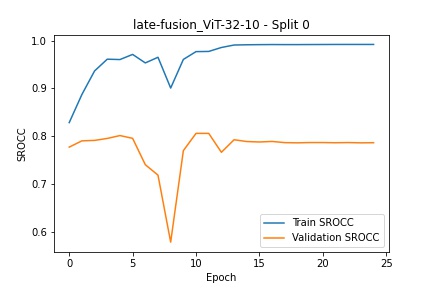 late-fusion_ViT-32-10 - Split 0
1.0
0.9
0.8
0.7
0.6
SROCC
0 5 10 15 20 25
Epoch
Train SROCC
Validation SROCC